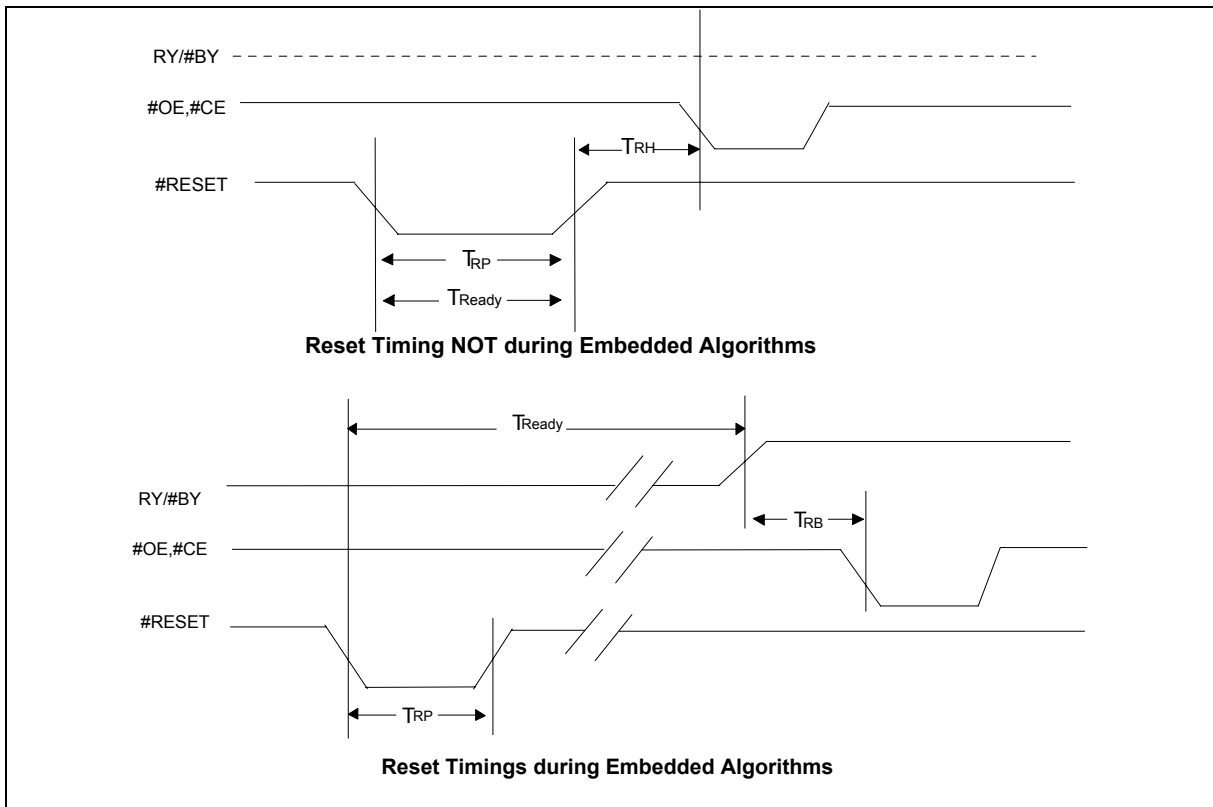 RY/#BY
#OE,#CE
TRH
#RESET
TRP
TReady
Reset Timing NOT during Embedded Algorithms
TReady
RY/#BY
TRB
#OE,#CE
#RESET
TRP
Reset Timings during Embedded Algorithms